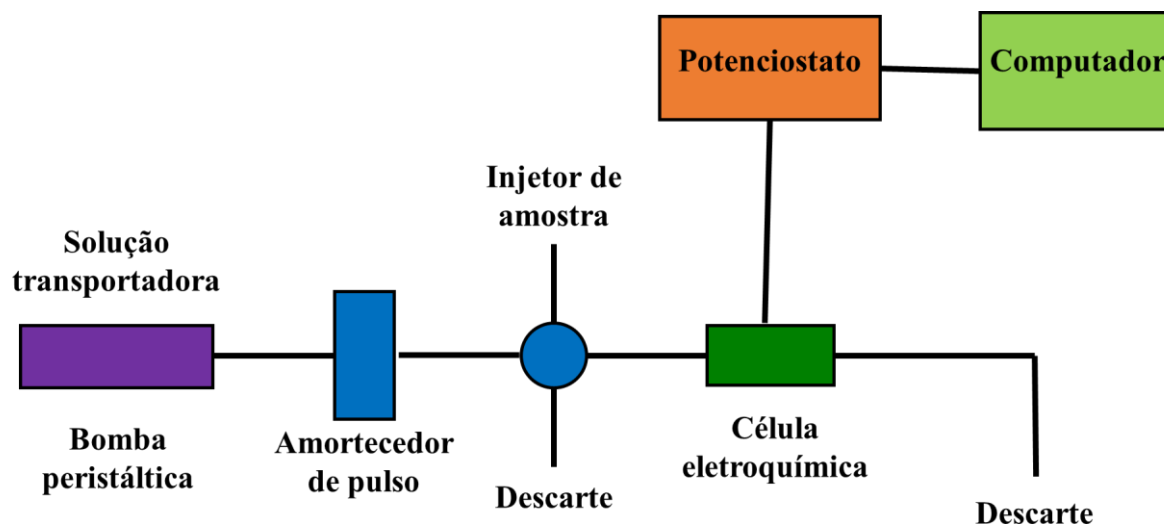 Potenciostato
Computador
Injetor de
amostra
Solução
transportadora
Bomba
peristáltica
Amortecedor
de pulso
Descarte
Célula
eletroquímica
Descarte